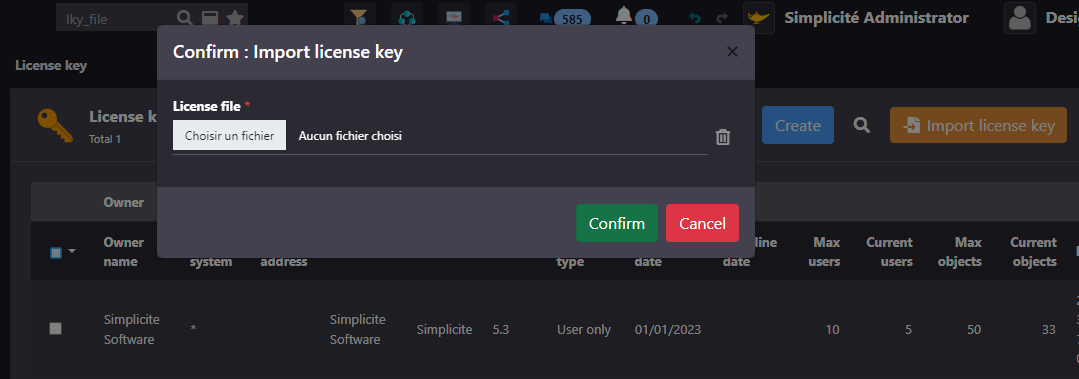 lky_file
585
0
Simplicité Administrator
Desi
License key
Confirm : Import license key
×
License file *
Choisir un fichier
Aucun fichier choisi
Confirm
Cancel
License k
Total 1
Create
Import license key
Owner
Owner
name
system
address
type
date
line
date
Max
users
Current
users
Max
objects
Current
objects
Simplicite
Software
*
Simplicite
Software
Simplicite
5.3
User only
01/01/2023
10
5
50
33